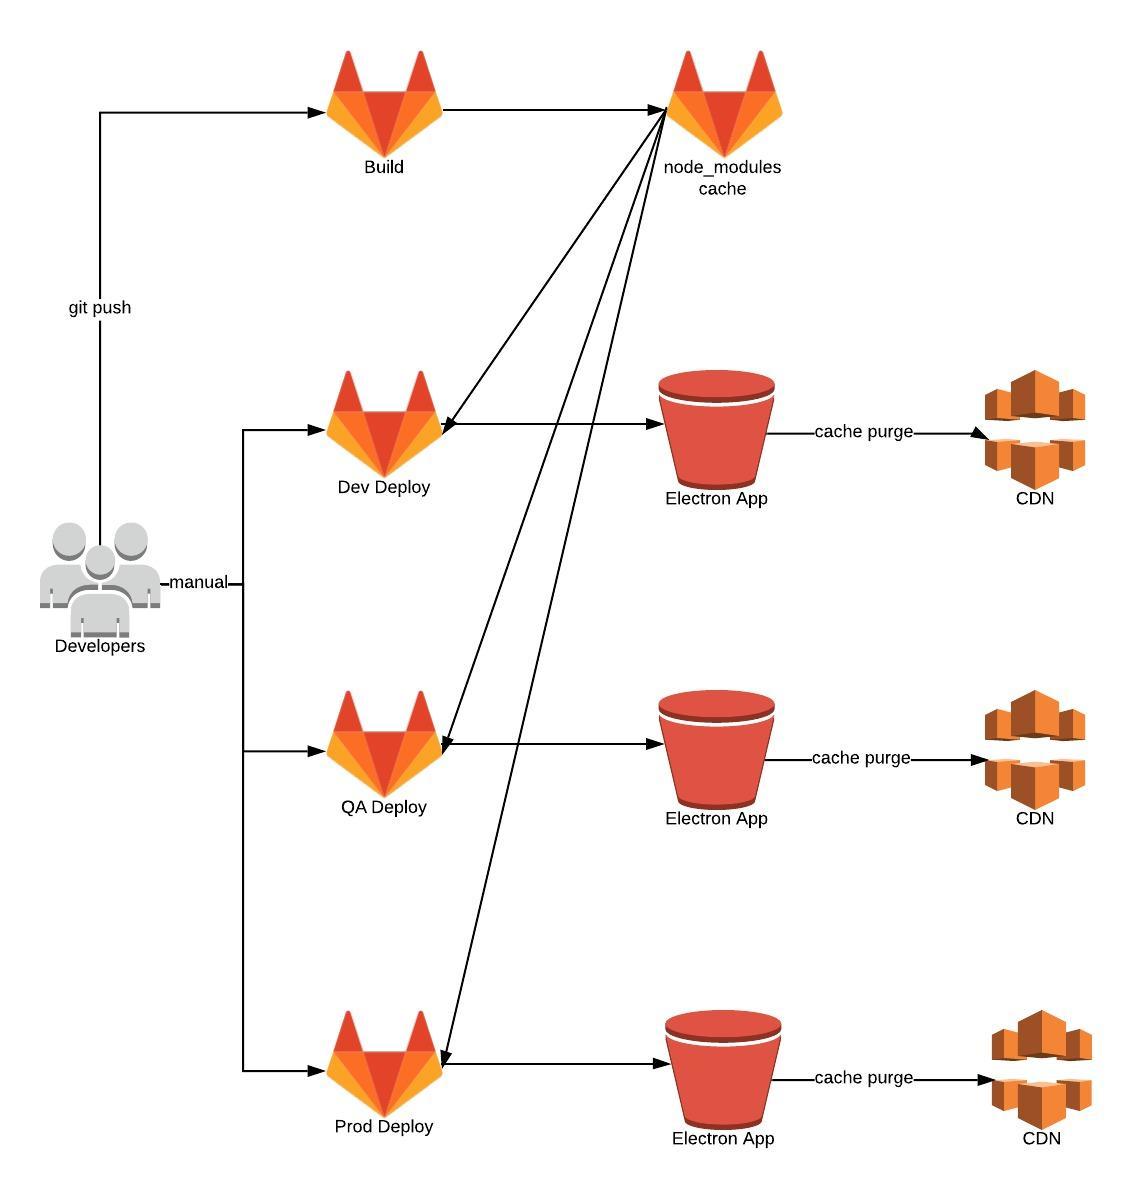 Build
node_modules
cache
git push
Dev Deploy
Electron App
cache purge
CDN
manual
Developers
QA Deploy
Electron App
cache purge
CDN
Prod Deploy
Electron App
cache purge
CDN